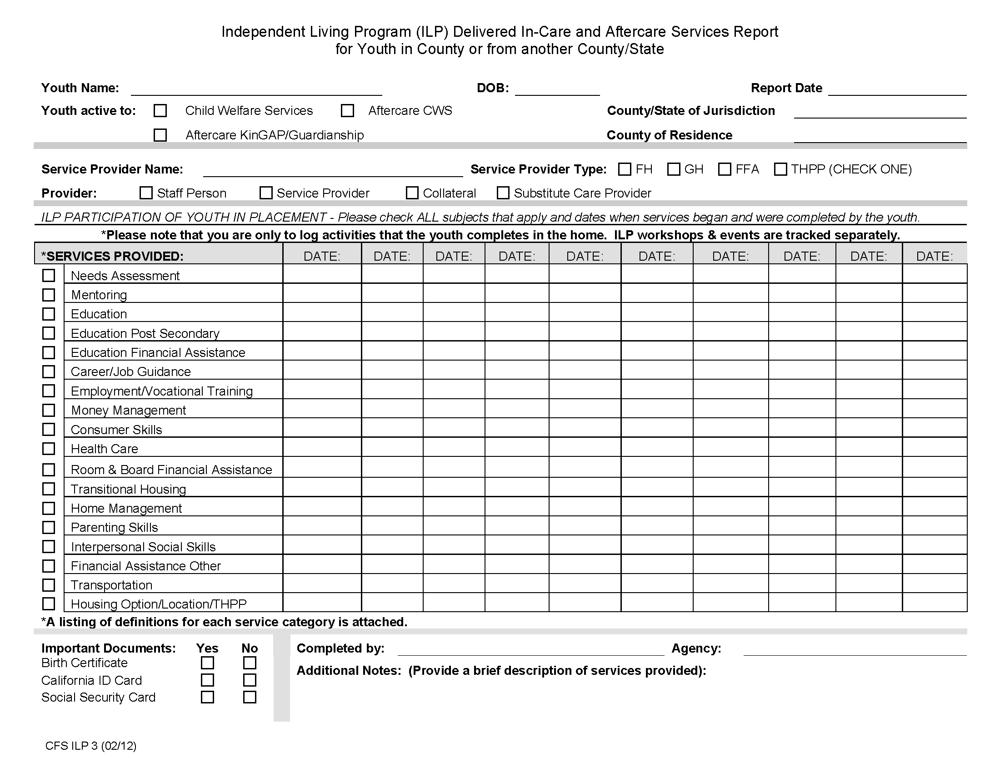 Independent Living Program (ILP) Delivered In-Care and Aftercare Services Report
for Youth in County or from another County/State
Youth Name: DOB: Report Date
Youth active to: Child Welfare Services Aftercare CWS County/State of Jurisdiction
Aftercare KinGAP/Guardianship County of Residence
Service Provider Name: Service Provider Type: FH GH FFA THPP (CHECK ONE)
Provider: Staff Person Service Provider Collateral Substitute Care Provider
ILP PARTICIPATION OF YOUTH IN PLACEMENT - Please check ALL subjects that apply and dates when services began and were completed by the youth.
*Please note that you are only to log activities that the youth completes in the home. ILP workshops & events are tracked separately.
*SERVICES PROVIDED: DATE: DATE: DATE: DATE: DATE: DATE: DATE: DATE: DATE: DATE:
Needs Assessment
Mentoring
Education
Education Post Secondary
Education Financial Assistance
Career/Job Guidance
Employment/Vocational Training
Money Management
Consumer Skills
Health Care
Room & Board Financial Assistance
Transitional Housing
Home Management
Parenting Skills
Interpersonal Social Skills
Financial Assistance Other
Transportation
Housing Option/Location/THPP
*A listing of definitions for each service category is attached.
Important Documents: Yes No Completed by: Agency:
Birth Certificate
Additional Notes: (Provide a brief description of services provided):
California ID Card
Social Security Card
CFS ILP 3 (02/12)